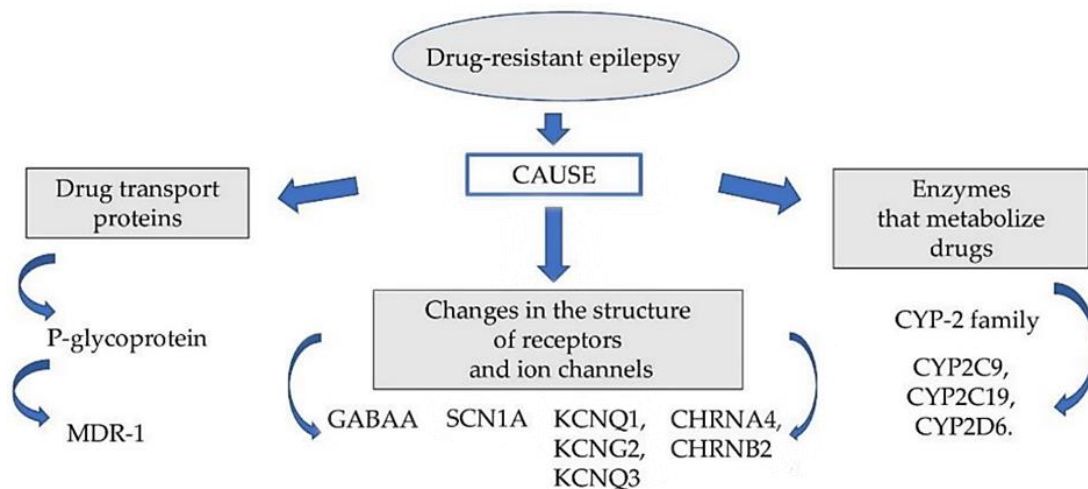 Drug-resistant epilepsy
CAUSE
Drug transport
proteins
P-glycoprotein
MDR-1
Changes in the structure
of receptors
and ion channels
GABAA
SCN1A
KCNQ1,
KCNG2,
KCNQ3
CHRNA4,
CHRNB2
Enzymes
that metabolize
drugs
CYP-2 family
CYP2C9,
CYP2C19,
CYP2D6.